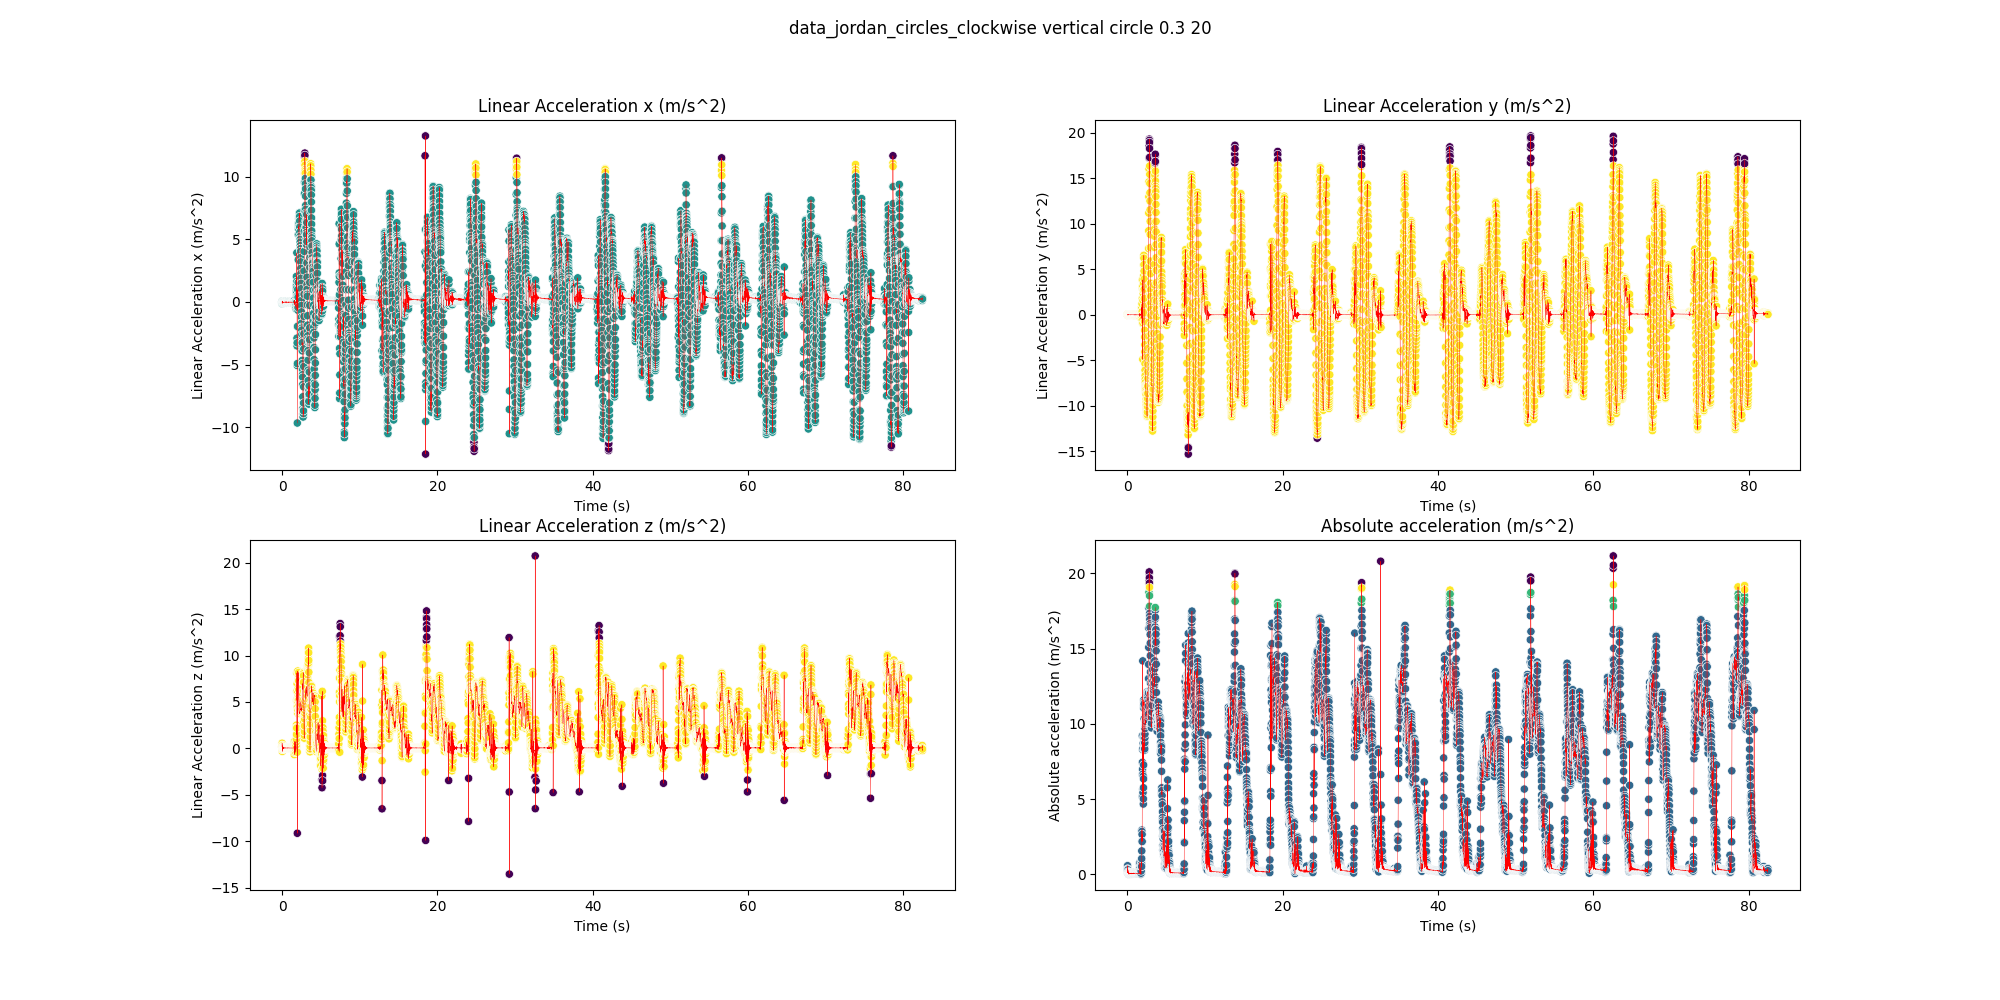 data_jordan_circles_clockwise vertical circle 0.3 20
Linear Acceleration x (m/s^2)
Linear Acceleration x (m/s^2)
10
5
0
−5
−10
0 20 40 60 80
Time (s)
Linear Acceleration y (m/s^2)
Linear Acceleration y (m/s^2)
20
15
10
5
0
−5
−10
−15
0 20 40 60 80
Time (s)
Linear Acceleration z (m/s^2)
Linear Acceleration z (m/s^2)
20
15
10
5
0
−5
−10
−15
0 20 40 60 80
Time (s)
Absolute acceleration (m/s^2)
Absolute acceleration (m/s^2)
20
15
10
5
0
0 20 40 60 80
Time (s)